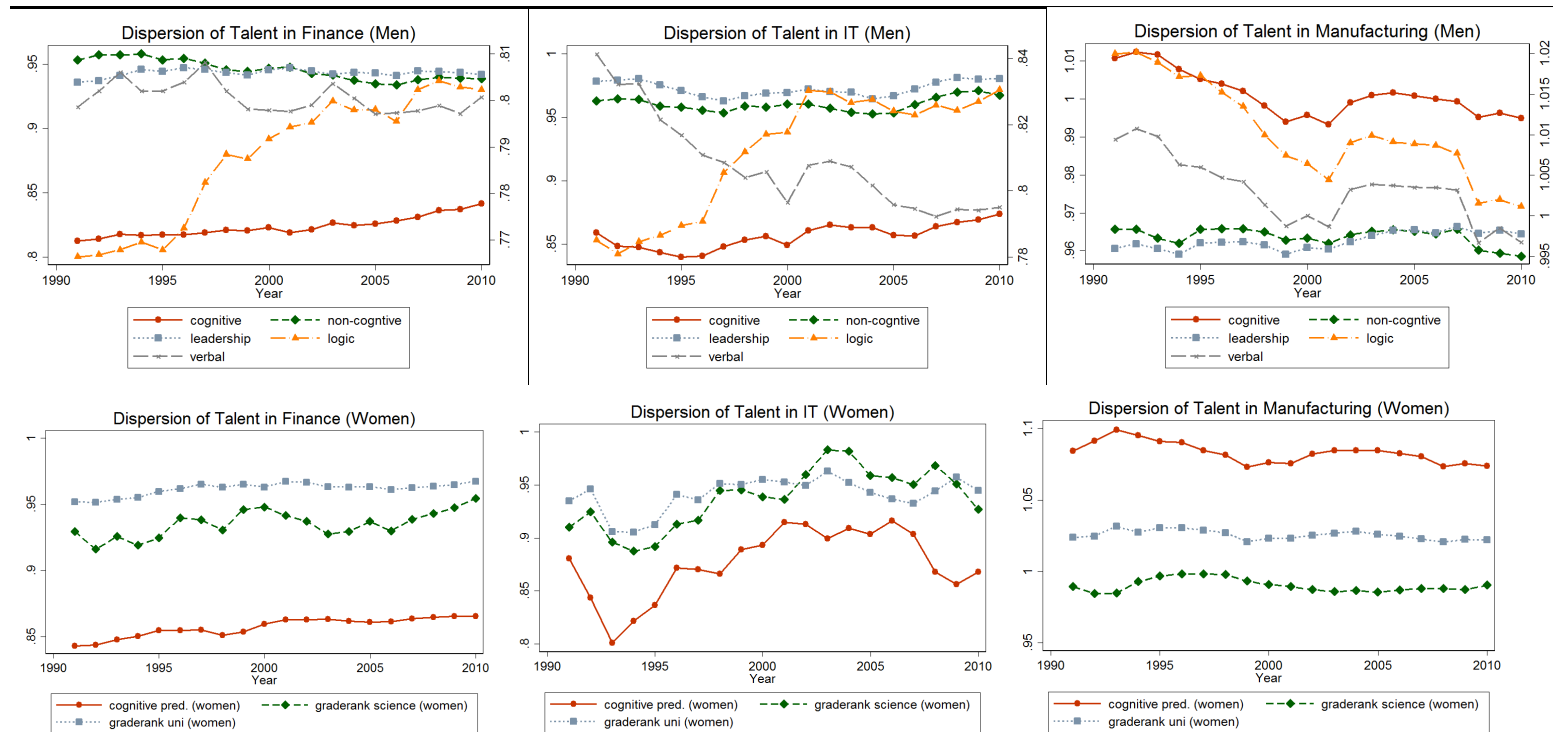 Dispersion of Talent in Finance (Men)
.8 .85 .9 .95
.77 .78 .79 .8 .81
1990 1995 2000 2005 2010
Year
cognitive non-cogntive
leadership logic
verbal
Dispersion of Talent in IT (Men)
.85 .9 .95 1
.78 .8 .82 .84
1990 1995 2000 2005 2010
Year
cognitive non-cogntive
leadership logic
verbal
Dispersion of Talent in Manufacturing (Men)
.96 .97 .98 .99 1 1.01
.995 1 1.005 1.01 1.015 1.02
1990 1995 2000 2005 2010
Year
cognitive non-cogntive
leadership logic
verbal
Dispersion of Talent in Finance (Women)
.85 .9 .95 1
1990 1995 2000 2005 2010
Year
cognitive pred. (women) graderank science (women)
graderank uni (women)
Dispersion of Talent in IT (Women)
.8 .85 .9 .95 1
1990 1995 2000 2005 2010
Year
cognitive pred. (women) graderank science (women)
graderank uni (women)
Dispersion of Talent in Manufacturing (Women)
.95 1 1.05 1.1
1990 1995 2000 2005 2010
Year
cognitive pred. (women) graderank science (women)
graderank uni (women)